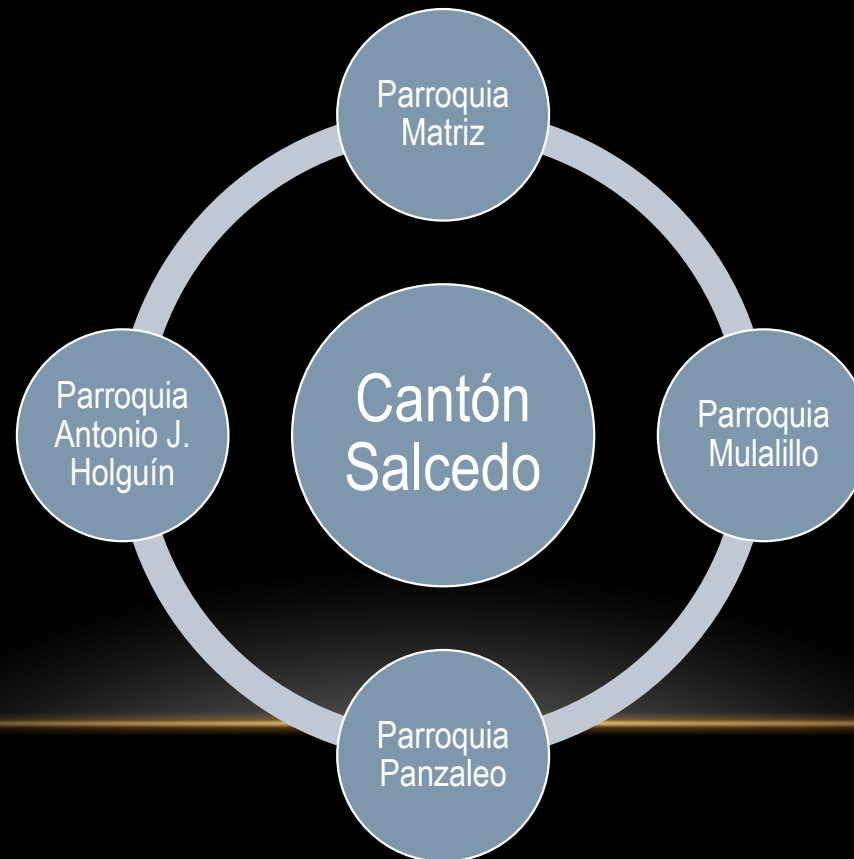 Parroquia
Matriz
Parroquia
Antonio J.
Holguín
Cantón
Salcedo
Parroquia
Mulalillo
Parroquia
Panzaleo